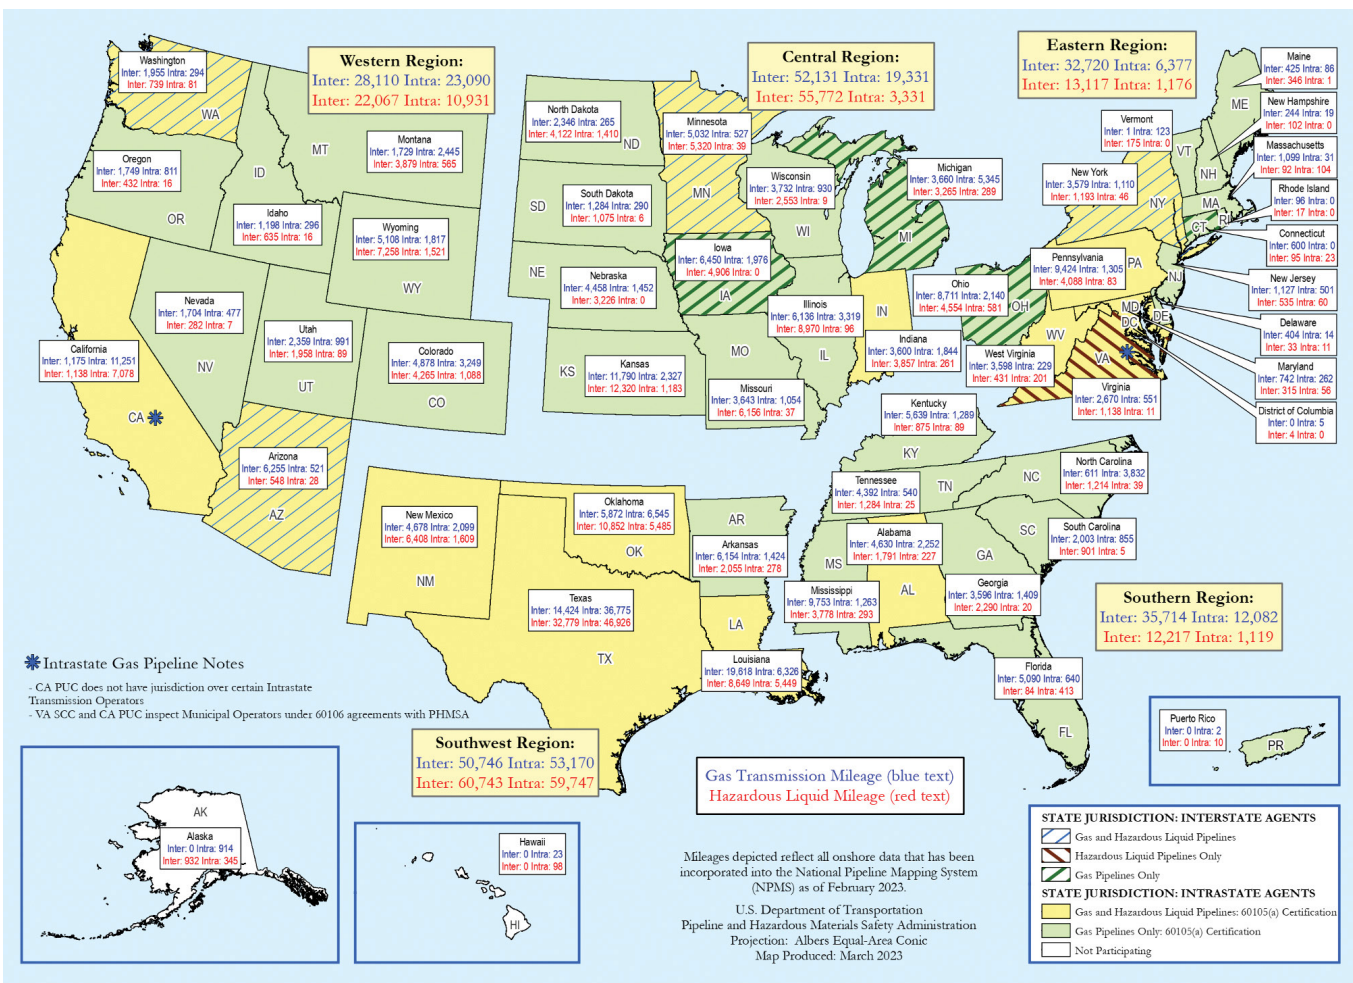 Western Region:
Inter: 28,110 Intra: 23,090
Inter: 22,067 Intra: 10,931
Central Region:
Inter: 52,131 Intra: 19,331
Inter: 55,772 Intra: 3,331
Eastern Region:
Inter: 32,720 Intra: 6,377
Inter: 13,117 Intra: 1,176
Washington
Inter: 1,955 Intra: 294
Inter: 739 Intra: 81
WA
Oregon
Inter: 1,749 Intra: 811
Inter: 432 Intra: 16
OR
Idaho
Inter: 1,198 Intra: 296
Inter: 635 Intra: 16
ID
Montana
Inter: 1,729 Intra: 2,445
Inter: 3,879 Intra: 565
MT
Wyoming
Inter: 5,108 Intra: 1,817
Inter: 7,258 Intra: 1,521
WY
Nevada
Inter: 1,704 Intra: 477
Inter: 282 Intra: 7
NV
Utah
Inter: 2,359 Intra: 991
Inter: 1,958 Intra: 89
UT
Colorado
Inter: 4,878 Intra: 3,249
Inter: 4,265 Intra: 1,088
CO
California
Inter: 1,175 Intra: 11,251
Inter: 1,138 Intra: 7,078
CA
Arizona
Inter: 6,255 Intra: 521
Inter: 548 Intra: 28
AZ
North Dakota
Inter: 2,346 Intra: 265
Inter: 4,122 Intra: 1,410
ND
South Dakota
Inter: 1,284 Intra: 290
Inter: 1,075 Intra: 6
SD
Nebraska
Inter: 4,458 Intra: 1,452
Inter: 3,226 Intra: 0
NE
Kansas
Inter: 11,790 Intra: 2,327
Inter: 12,320 Intra: 1,183
KS
Minnesota
Inter: 5,032 Intra: 527
Inter: 5,320 Intra: 39
MN
Iowa
Inter: 6,450 Intra: 1,976
Inter: 4,906 Intra: 0
IA
Missouri
Inter: 3,643 Intra: 1,054
Inter: 6,156 Intra: 37
MO
Wisconsin
Inter: 3,732 Intra: 930
Inter: 2,553 Intra: 9
WI
Illinois
Inter: 6,136 Intra: 3,319
Inter: 8,970 Intra: 96
IL
Michigan
Inter: 3,660 Intra: 5,345
Inter: 3,265 Intra: 289
MI
Indiana
Inter: 3,600 Intra: 1,844
Inter: 3,857 Intra: 261
IN
Ohio
Inter: 8,711 Intra: 2,140
Inter: 4,554 Intra: 581
OH
Pennsylvania
Inter: 9,424 Intra: 1,305
Inter: 4,088 Intra: 83
PA
New York
Inter: 3,579 Intra: 1,110
Inter: 1,193 Intra: 46
NY
Vermont
Inter: 1 Intra: 123
Inter: 175 Intra: 0
VT
Maine
Inter: 425 Intra: 86
Inter: 346 Intra: 1
ME
New Hampshire
Inter: 244 Intra: 19
Inter: 102 Intra: 0
NH
Massachusetts
Inter: 1,099 Intra: 31
Inter: 92 Intra: 104
MA
Rhode Island
Inter: 96 Intra: 0
Inter: 17 Intra: 0
RI
Connecticut
Inter: 600 Intra: 0
Inter: 95 Intra: 23
CT
New Jersey
Inter: 1,127 Intra: 501
Inter: 535 Intra: 60
NJ
Delaware
Inter: 404 Intra: 14
Inter: 33 Intra: 11
DE
Maryland
Inter: 742 Intra: 262
Inter: 315 Intra: 56
MD
District of Columbia
Inter: 0 Intra: 5
Inter: 4 Intra: 0
DC
West Virginia
Inter: 3,598 Intra: 229
Inter: 431 Intra: 201
WV
Virginia
Inter: 2,670 Intra: 551
Inter: 1,138 Intra: 11
VA
Kentucky
Inter: 5,639 Intra: 1,289
Inter: 875 Intra: 89
KY
Tennessee
Inter: 4,392 Intra: 540
Inter: 1,284 Intra: 25
TN
North Carolina
Inter: 611 Intra: 3,832
Inter: 1,214 Intra: 39
NC
South Carolina
Inter: 2,003 Intra: 855
Inter: 901 Intra: 5
SC
Georgia
Inter: 3,596 Intra: 1,409
Inter: 2,290 Intra: 20
GA
Alabama
Inter: 4,630 Intra: 2,252
Inter: 1,791 Intra: 227
AL
Mississippi
Inter: 9,753 Intra: 1,263
Inter: 3,778 Intra: 293
MS
Florida
Inter: 5,090 Intra: 640
Inter: 84 Intra: 413
FL
New Mexico
Inter: 4,678 Intra: 2,099
Inter: 6,408 Intra: 1,609
NM
Oklahoma
Inter: 5,872 Intra: 6,545
Inter: 10,852 Intra: 5,485
OK
Arkansas
Inter: 6,154 Intra: 1,424
Inter: 2,055 Intra: 278
AR
Texas
Inter: 14,424 Intra: 36,775
Inter: 32,779 Intra: 46,926
TX
Louisiana
Inter: 19,618 Intra: 6,326
Inter: 8,649 Intra: 5,449
LA
Southern Region:
Inter: 35,714 Intra: 12,082
Inter: 12,217 Intra: 1,119
Southwest Region:
Inter: 50,746 Intra: 53,170
Inter: 60,743 Intra: 59,747
Intrastate Gas Pipeline Notes
- CA PUC does not have jurisdiction over certain Intrastate
Transmission Operators
- VA SCC and CA PUC inspect Municipal Operators under 60106 agreements with PHMSA
AK
Alaska
Inter: 0 Intra: 914
Inter: 932 Intra: 345
Hawaii
Inter: 0 Intra: 23
Inter: 0 Intra: 98
HI
Puerto Rico
Inter: 0 Intra: 2
Inter: 0 Intra: 10
PR
Gas Transmission Mileage (blue text)
Hazardous Liquid Mileage (red text)
Mileages depicted reflect all onshore data that has been
incorporated into the National Pipeline Mapping System
(NPMS) as of February 2023.
U.S. Department of Transportation
Pipeline and Hazardous Materials Safety Administration
Projection: Albers Equal-Area Conic
Map Produced: March 2023
STATE JURISDICTION: INTERSTATE AGENTS
Gas and Hazardous Liquid Pipelines
Hazardous Liquid Pipelines Only
Gas Pipelines Only
STATE JURISDICTION: INTRASTATE AGENTS
Gas and Hazardous Liquid Pipelines: 60105(a) Certification
Gas Pipelines Only: 60105(a) Certification
Not Participating